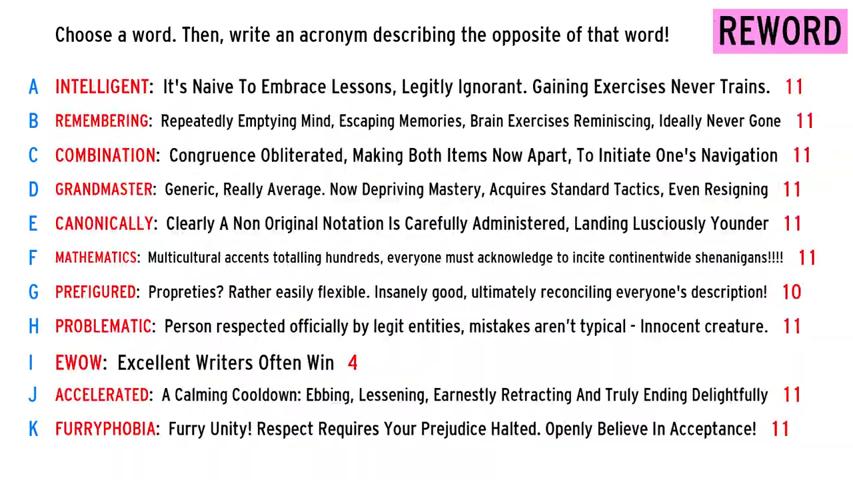 Choose a word. Then, write an acronym describing the opposite of that word! REWORD
A INTELLIGENT: It's Naive To Embrace Lessons, Legitly Ignorant. Gaining Exercises Never Trains. 11
B REMEMBERING: Repeatedly Emptying Mind, Escaping Memories, Brain Exercises Reminiscing, Ideally Never Gone 11
C COMBINATION: Congruence Obliterated, Making Both Items Now Apart, To Initiate One's Navigation 11
D GRANDMASTER: Generic, Really Average. Now Depriving Mastery, Acquires Standard Tactics, Even Resigning 11
E CANONICALLY: Clearly A Non Original Notation Is Carefully Administered, Landing Lusciously Younder 11
F MATHEMATICS: Multicultural accents totalling hundreds, everyone must acknowledge to incite continentwide shenanigans!!!! 11
G PREFIGURED: Propreties? Rather easily flexible. Insanely good, ultimately reconciling everyone's description! 10
H PROBLEMATIC: Person respected officially by legit entities, mistakes aren't typical - Innocent creature. 11
I EWOW: Excellent Writers Often Win 4
J ACCELERATED: A Calming Cooldown: Ebbing, Lessening, Earnestly Retracting And Truly Ending Delightfully 11
K FURRYPHOBIA: Furry Unity! Respect Requires Your Prejudice Halted. Openly Believe In Acceptance! 11